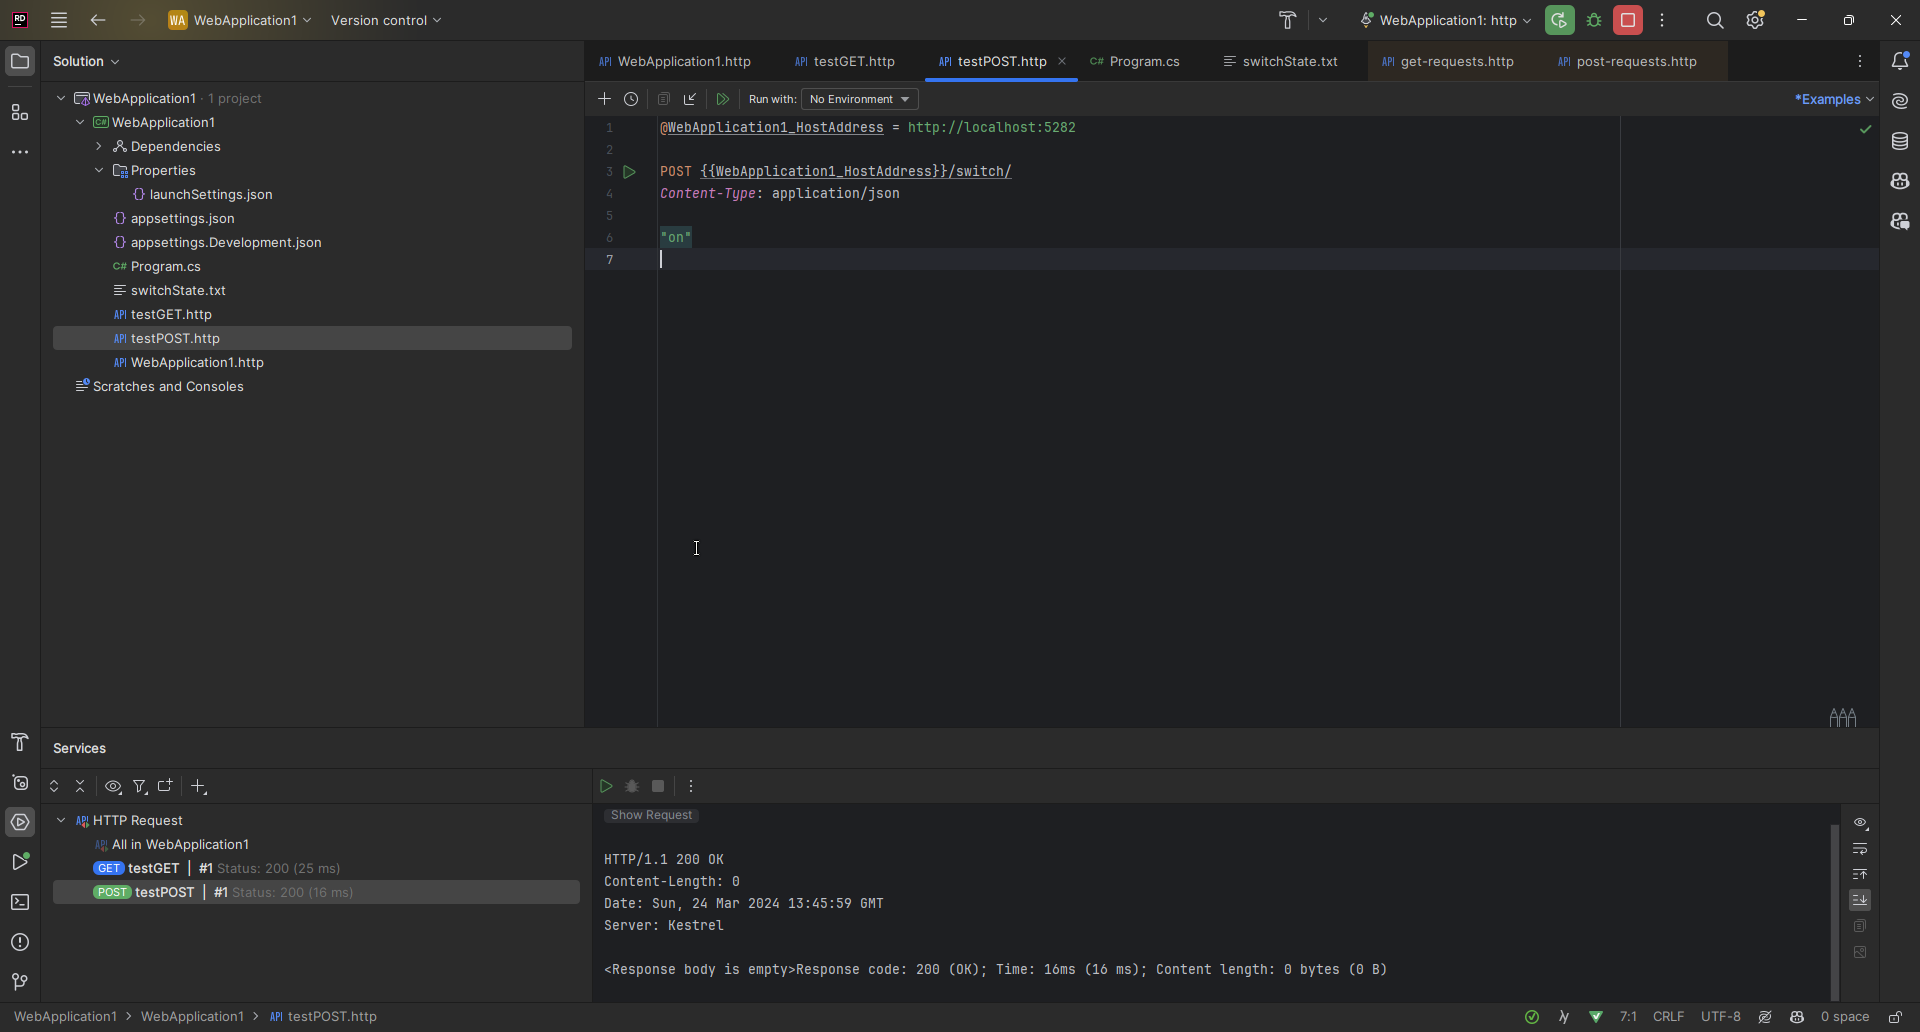 RD
WA WebApplication1 Version control WebApplication1: http
Solution
WebApplication1.http testGET.http testPOST.http Program.cs switchState.txt get-requests.http post-requests.http
Run with: No Environment *Examples
WebApplication1 · 1 project
WebApplication1
Dependencies
Properties
launchSettings.json
appsettings.json
appsettings.Development.json
Program.cs
switchState.txt
testGET.http
testPOST.http
WebApplication1.http
Scratches and Consoles
1 @WebApplication1_HostAddress = http://localhost:5282
2
3 POST {{WebApplication1_HostAddress}}/switch/
4 Content-Type: application/json
5
6 "on"
7
Services
HTTP Request
All in WebApplication1
GET testGET | #1 Status: 200 (25 ms)
POST testPOST | #1 Status: 200 (16 ms)
Show Request
HTTP/1.1 200 OK
Content-Length: 0
Date: Sun, 24 Mar 2024 13:45:59 GMT
Server: Kestrel
<Response body is empty>Response code: 200 (OK); Time: 16ms (16 ms); Content length: 0 bytes (0 B)
WebApplication1 > WebApplication1 > API testPOST.http 7:1 CRLF UTF-8 0 space